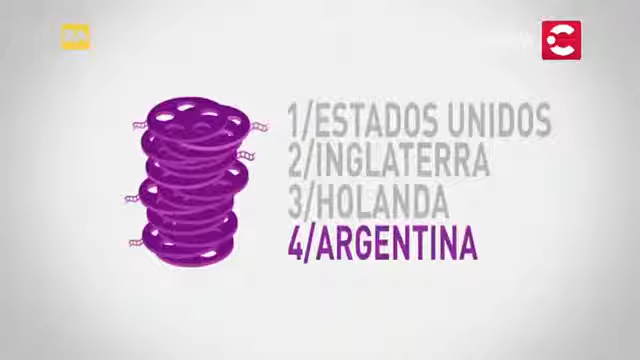 1/ESTADOS UNIDOS
2/INGLATERRA
3/HOLANDA
4/ARGENTINA